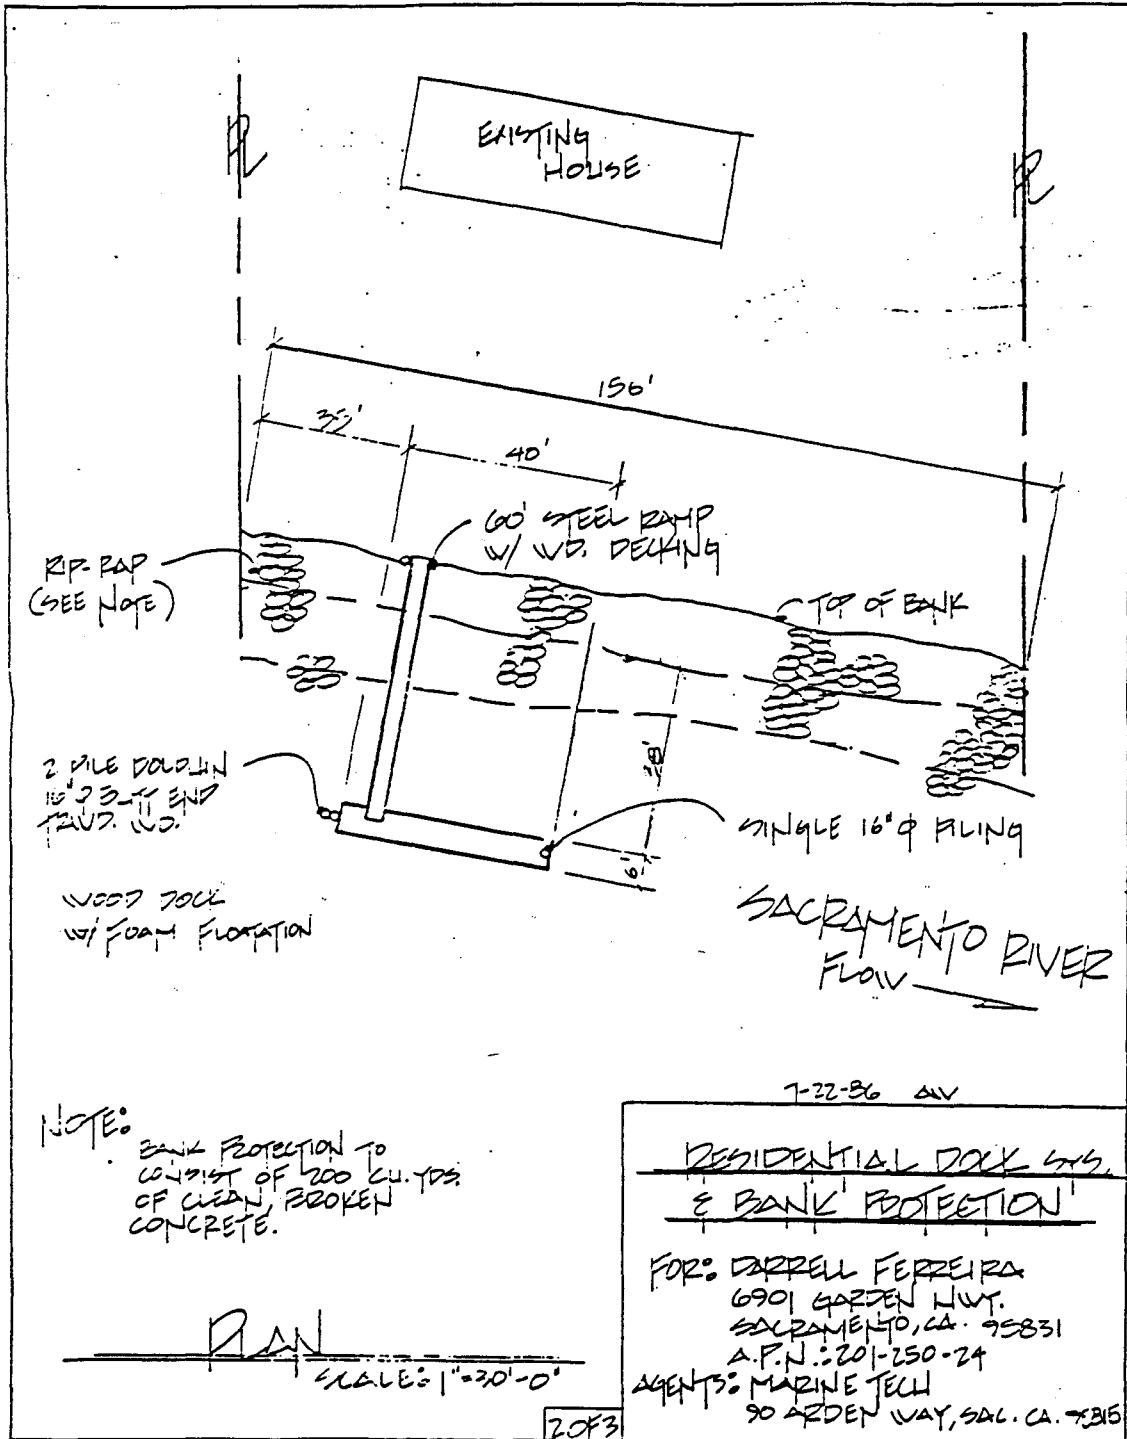 PL
EXISTING
HOUSE
PL
156'
35'
40'
60' STEEL RAMP
W/ WD. DECKING
RIP-RAP
(SEE NOTE)
TOP OF BANK
2 PILE DOLPHIN
TRVD. WD.
SINGLE 16"φ PILING
6'
WOOD DOCK
W/ FOAM FLOATATION
SACRAMENTO RIVER
FLOW
7-22-86
NOTE:
BANK PROTECTION TO
CONSIST OF 200 CU. YDS.
OF CLEAN, BROKEN
CONCRETE.
PLAN
SCALE: 1"=30'-0"
2 OF 3
RESIDENTIAL DOCK SYS.
& BANK PROTECTION
FOR: DARRELL FERREIRA
6901 GARDEN HWY.
SACRAMENTO, CA. 95831
A.P.N.: 201-250-24
AGENTS: MARINE TECH
90 ARDEN WAY, SAC. CA. 95815